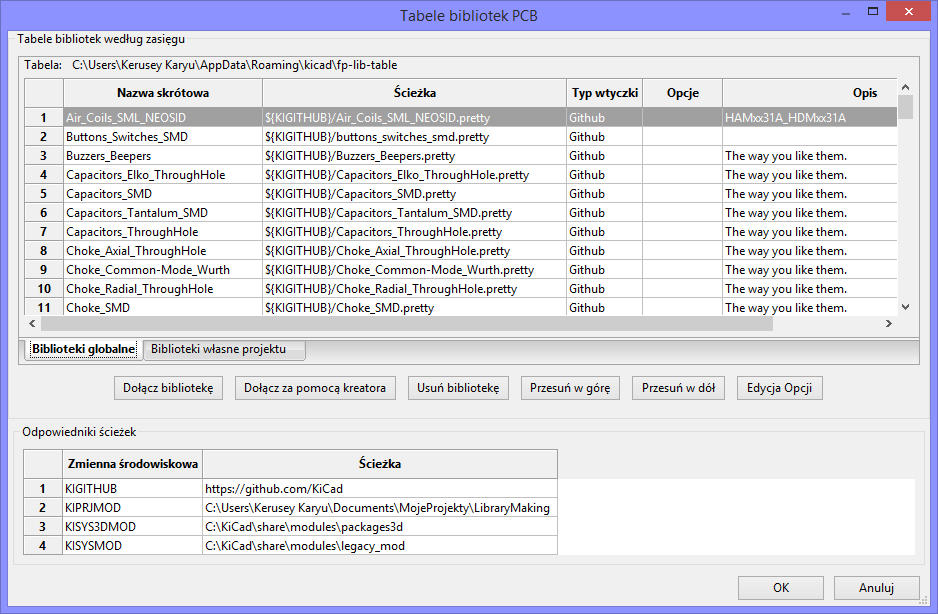 Tabele bibliotek PCB
Tabele bibliotek według zasięgu
Tabela: C:\Users\Kerusey Karyu\AppData\Roaming\kicad\fp-lib-table
Nazwa skrótowa Ścieżka Typ wtyczki Opcje Opis
1 Air_Coils_SML_NEOSID ${KIGITHUB}/Air_Coils_SML_NEOSID.pretty Github HAMxx31A_HDMxx31A
2 Buttons_Switches_SMD ${KIGITHUB}/buttons_switches_smd.pretty Github
3 Buzzers_Beepers ${KIGITHUB}/Buzzers_Beepers.pretty Github The way you like them.
4 Capacitors_Elko_ThroughHole ${KIGITHUB}/Capacitors_Elko_ThroughHole.pretty Github The way you like them.
5 Capacitors_SMD ${KIGITHUB}/Capacitors_SMD.pretty Github The way you like them.
6 Capacitors_Tantalum_SMD ${KIGITHUB}/Capacitors_Tantalum_SMD.pretty Github The way you like them.
7 Capacitors_ThroughHole ${KIGITHUB}/Capacitors_ThroughHole.pretty Github The way you like them.
8 Choke_Axial_ThroughHole ${KIGITHUB}/Choke_Axial_ThroughHole.pretty Github The way you like them.
9 Choke_Common-Mode_Wurth ${KIGITHUB}/Choke_Common-Mode_Wurth.pretty Github The way you like them.
10 Choke_Radial_ThroughHole ${KIGITHUB}/Choke_Radial_ThroughHole.pretty Github The way you like them.
11 Choke_SMD ${KIGITHUB}/Choke_SMD.pretty Github The way you like them.
Biblioteki globalne Biblioteki własne projektu
Dołącz bibliotekę Dołącz za pomocą kreatora Usuń bibliotekę Przesuń w górę Przesuń w dół Edycja Opcji
Odpowiedniki ścieżek
Zmienna środowiskowa Ścieżka
1 KIGITHUB https://github.com/KiCad
2 KIPRJMOD C:\Users\Kerusey Karyu\Documents\MojeProjekty\LibraryMaking
3 KISYS3DMOD C:\KiCad\share\modules\packages3d
4 KISYSMOD C:\KiCad\share\modules\legacy_mod
OK Anuluj